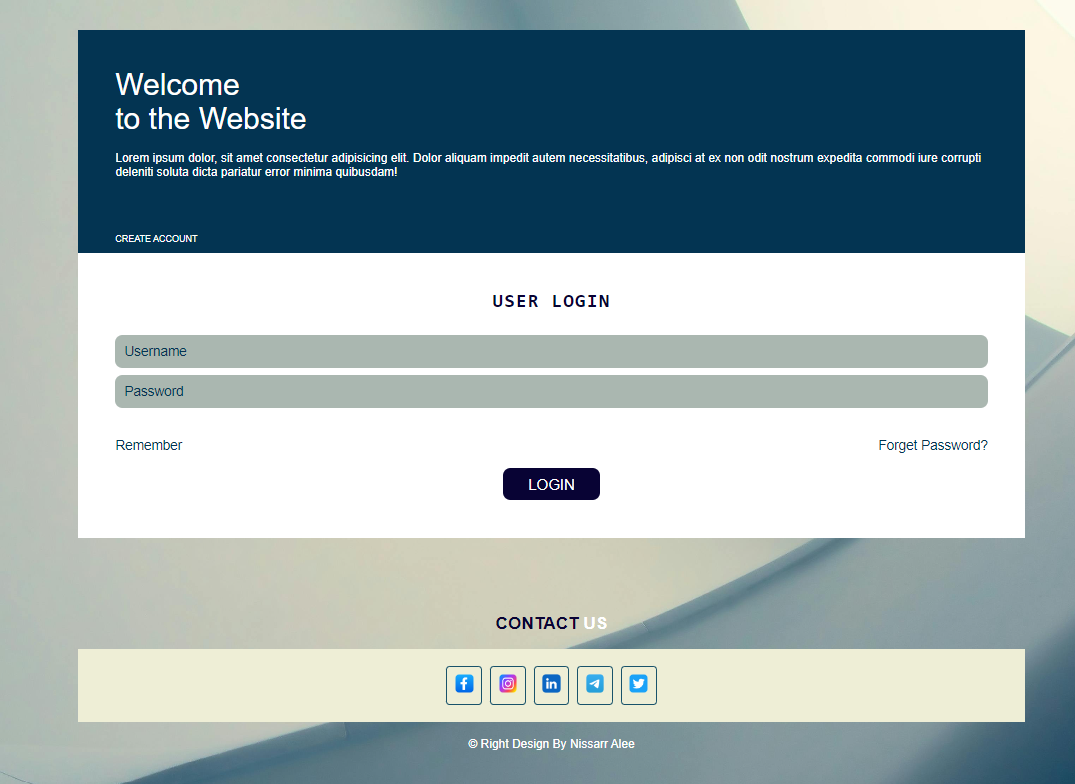 Welcome
to the Website
Lorem ipsum dolor, sit amet consectetur adipisicing elit. Dolor aliquam impedit autem necessitatibus, adipisci at ex non odit nostrum expedita commodi iure corrupti
deleniti soluta dicta pariatur error minima quibusdam!
CREATE ACCOUNT
USER LOGIN
Username
Password
Remember Forget Password?
LOGIN
CONTACT US
© Right Design By Nissarr Alee